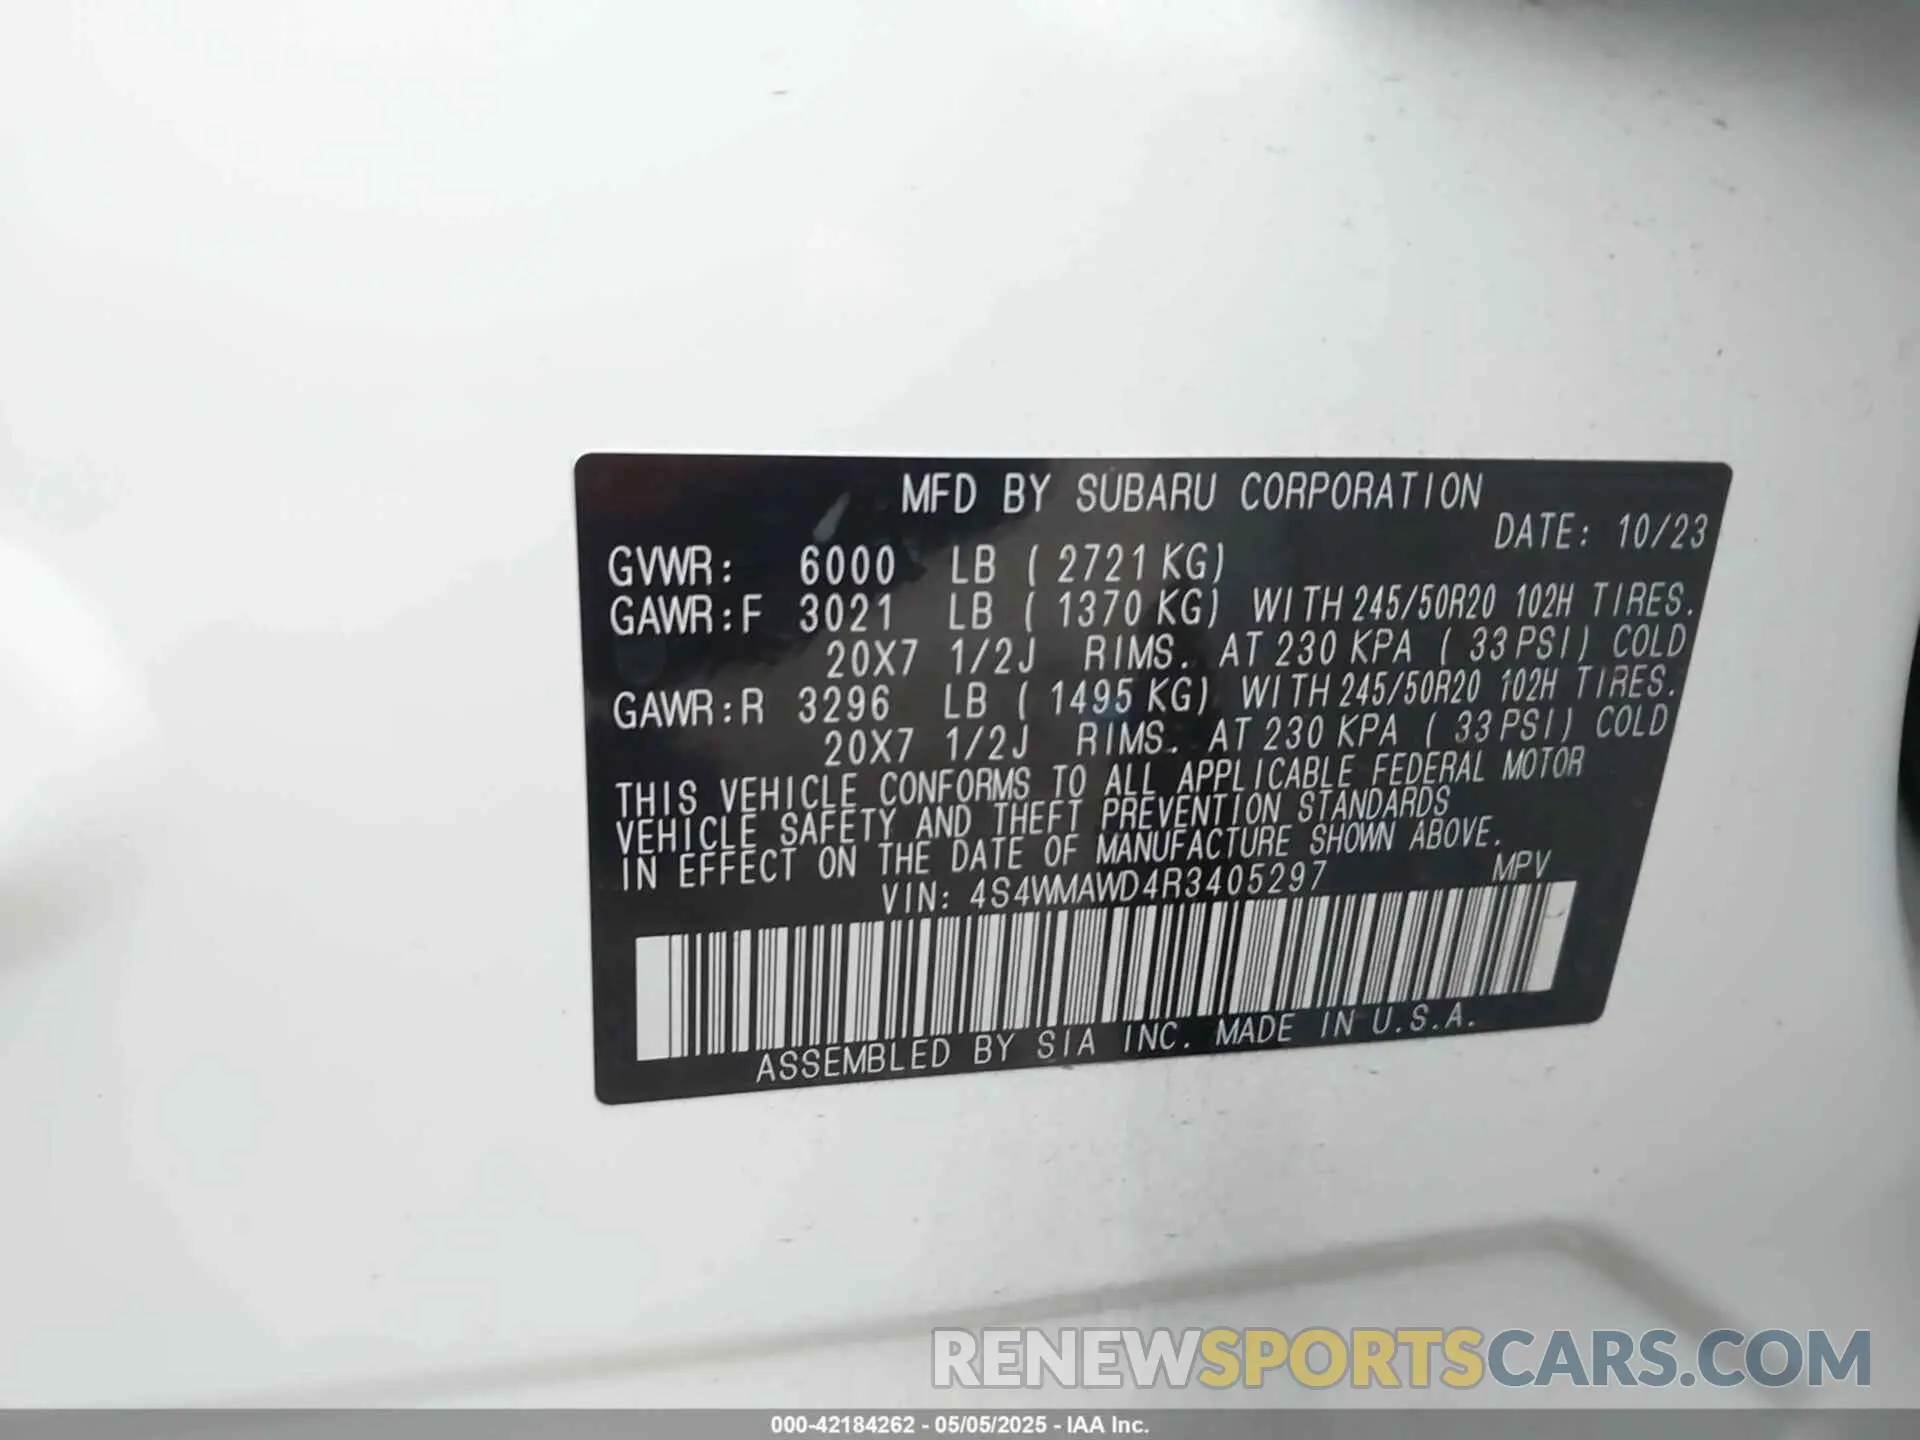 MFD BY SUBARU CORPORATION
DATE: 10/23
GVWR: 6000 LB ( 2721 KG)
GAWR:F 3021 LB ( 1370 KG) WITH 245/50R20 102H TIRES.
20X7 1/2J RIMS. AT 230 KPA ( 33 PSI) COLD
GAWR:R 3296 LB ( 1495 KG) WITH 245/50R20 102H TIRES.
20X7 1/2J RIMS. AT 230 KPA ( 33 PSI) COLD
THIS VEHICLE CONFORMS TO ALL APPLICABLE FEDERAL MOTOR
VEHICLE SAFETY AND THEFT PREVENTION STANDARDS
IN EFFECT ON THE DATE OF MANUFACTURE SHOWN ABOVE.
VIN: 4S4WMAWD4R3405297 MPV
ASSEMBLED BY SIA INC. MADE IN U.S.A.
RENEWSPORTSCARS.COM
000-42184262 - 05/05/2025 - IAA Inc.